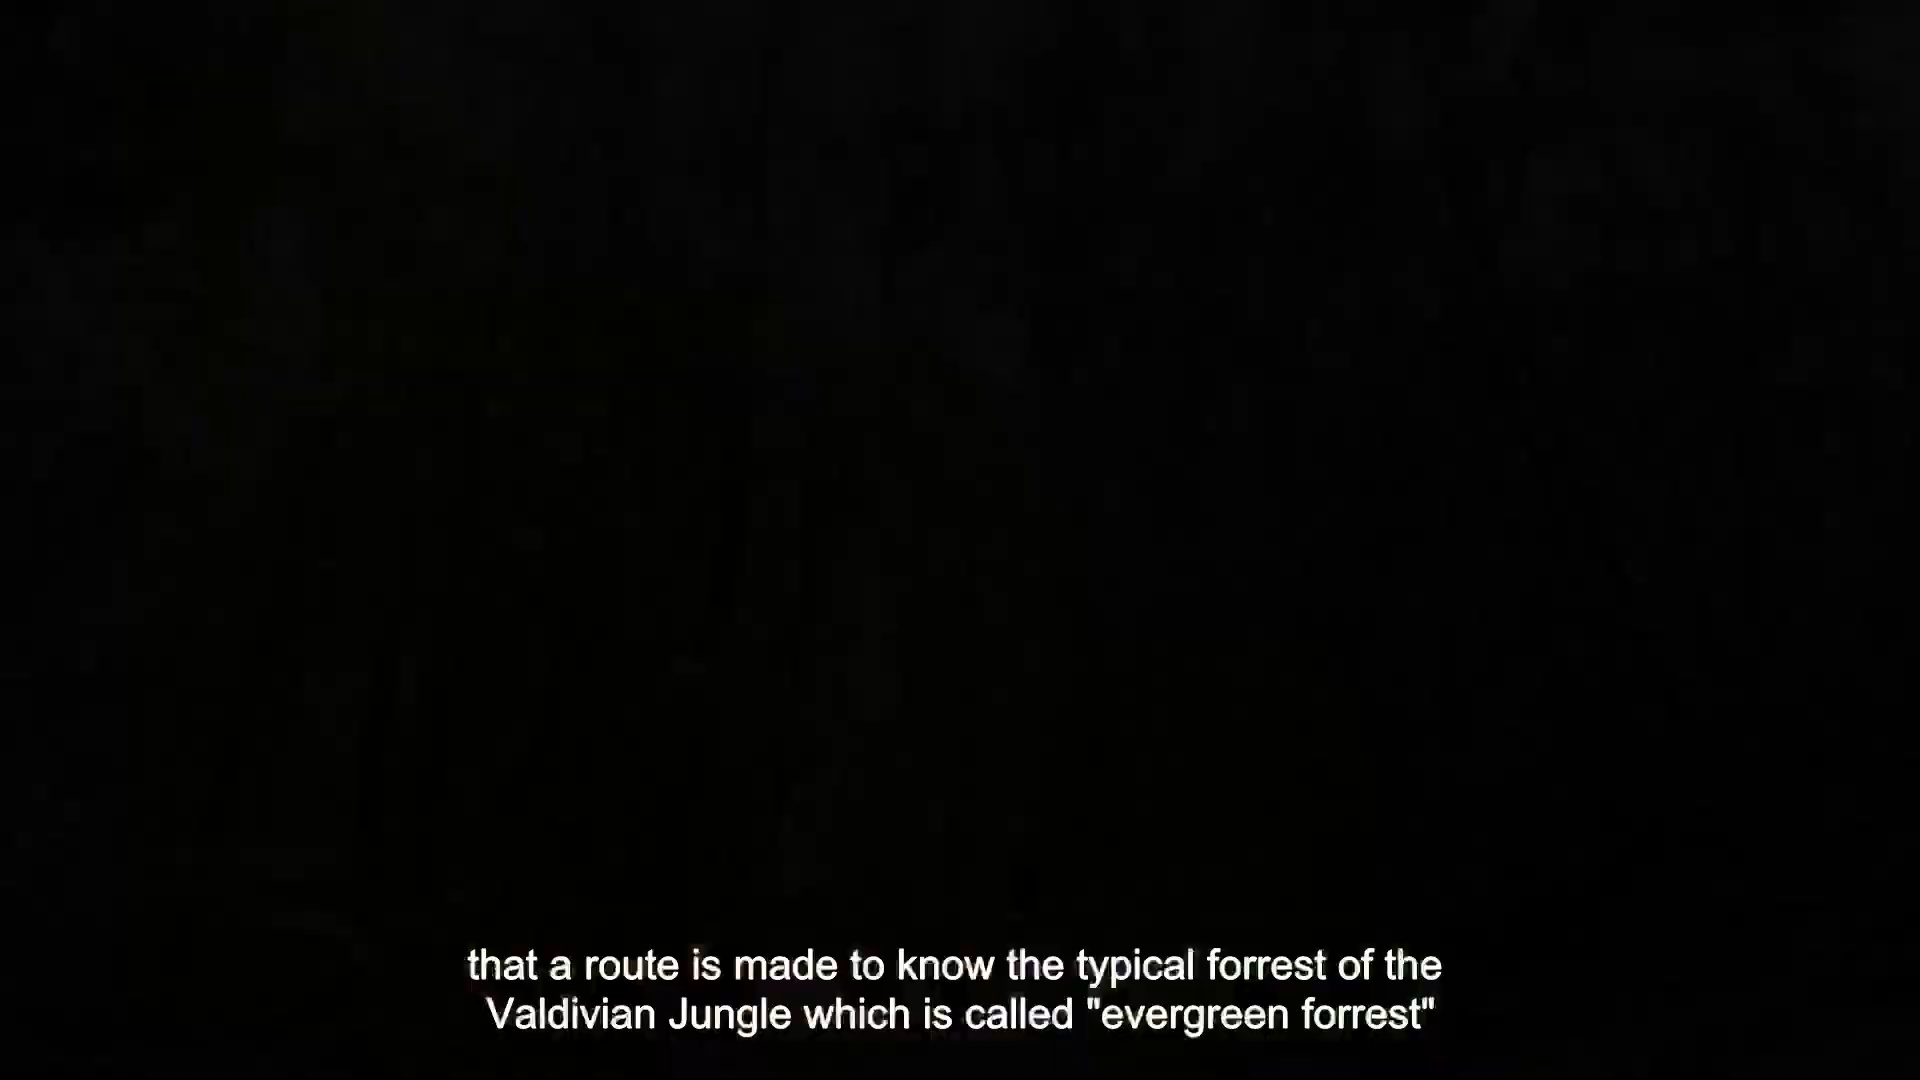 that a route is made to know the typical forrest of the
Valdivian Jungle which is called "evergreen forrest"